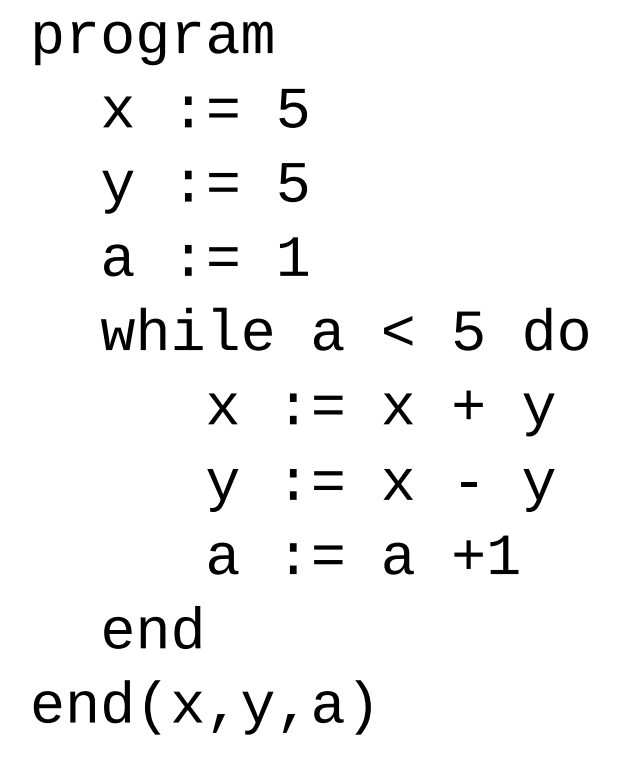 program
  x := 5
  y := 5
  a := 1
  while a < 5 do
     x := x + y
     y := x - y
     a := a +1
  end
end(x,y,a)